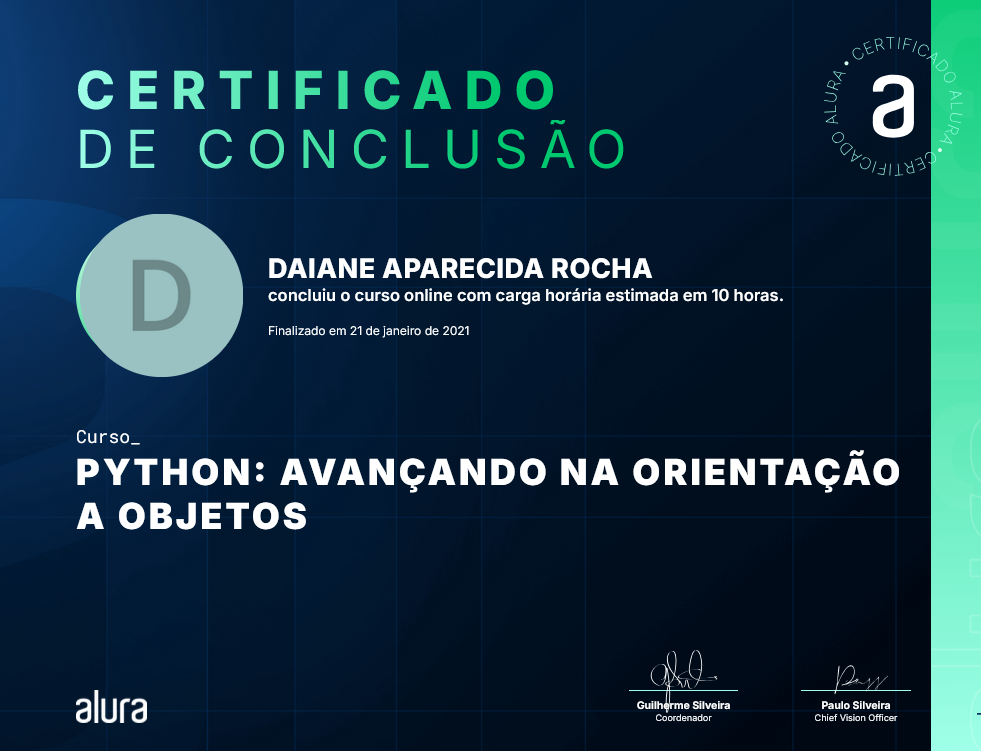 CERTIFICADO
DE CONCLUSÃO
CERTIFICADO ALURA • CERTIFICADO ALURA •
a
D
DAIANE APARECIDA ROCHA
concluiu o curso online com carga horária estimada em 10 horas.
Finalizado em 21 de janeiro de 2021
Curso_
PYTHON: AVANÇANDO NA ORIENTAÇÃO
A OBJETOS
alura
Guilherme Silveira
Coordenador
Paulo Silveira
Chief Vision Officer